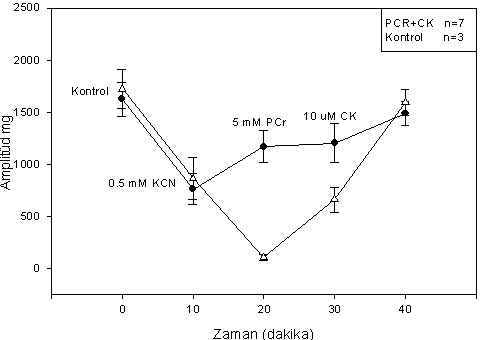 PCR+CK n=7
Kontrol n=3
Amplitüd mg
2500
2000
1500
1000
500
0
Kontrol
0.5 mM KCN
5 mM PCr
10 uM CK
0 10 20 30 40
Zaman (dakika)